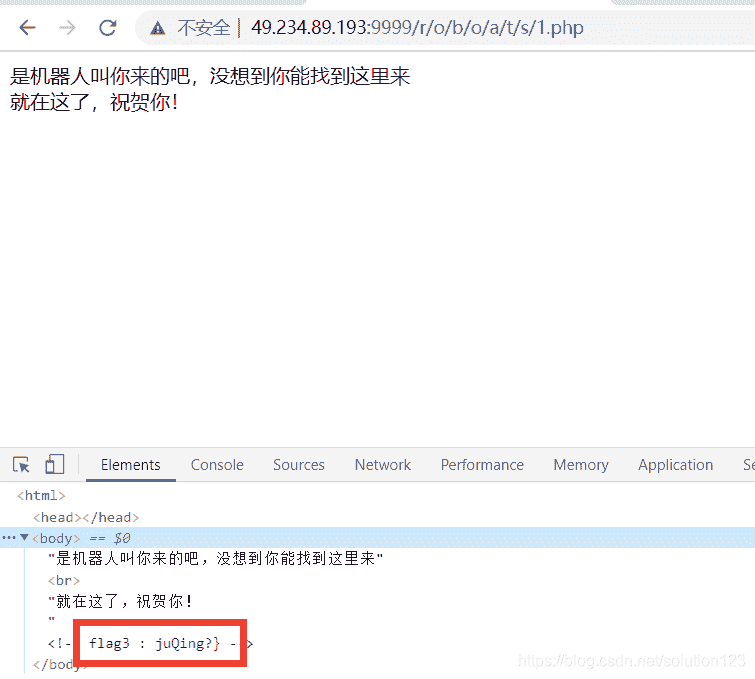 不安全 | 49.234.89.193:9999/r/o/b/o/a/t/s/1.php
是机器人叫你来的吧，没想到你能找到这里来
就在这了，祝贺你！
Elements Console Sources Network Performance Memory Application Se
<html>
<head></head>
<body> == $0
"是机器人叫你来的吧，没想到你能找到这里来"
<br>
"就在这了，祝贺你！
"
<!-- flag3 : juQing?} -->
</body>
https://blog.csdn.net/solution123